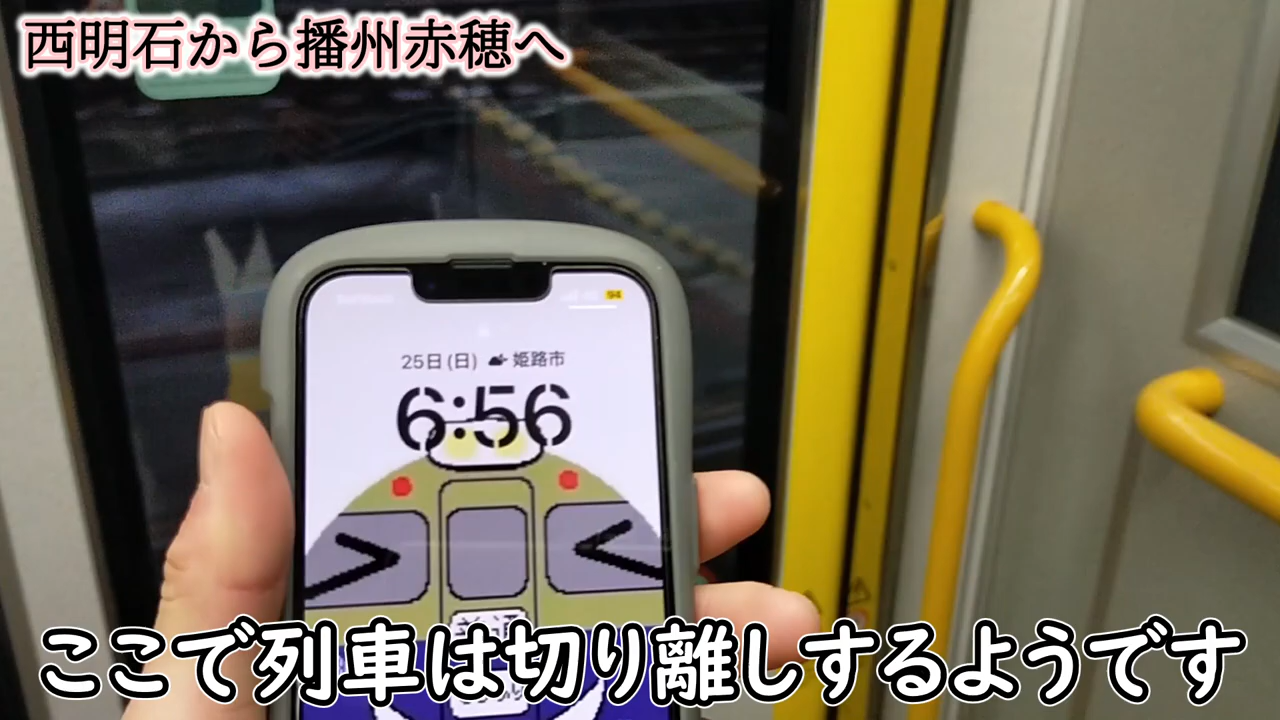 西明石から播州赤穂へ
94
25日(日) 姫路市
6:56
ここで列車は切り離しするようです